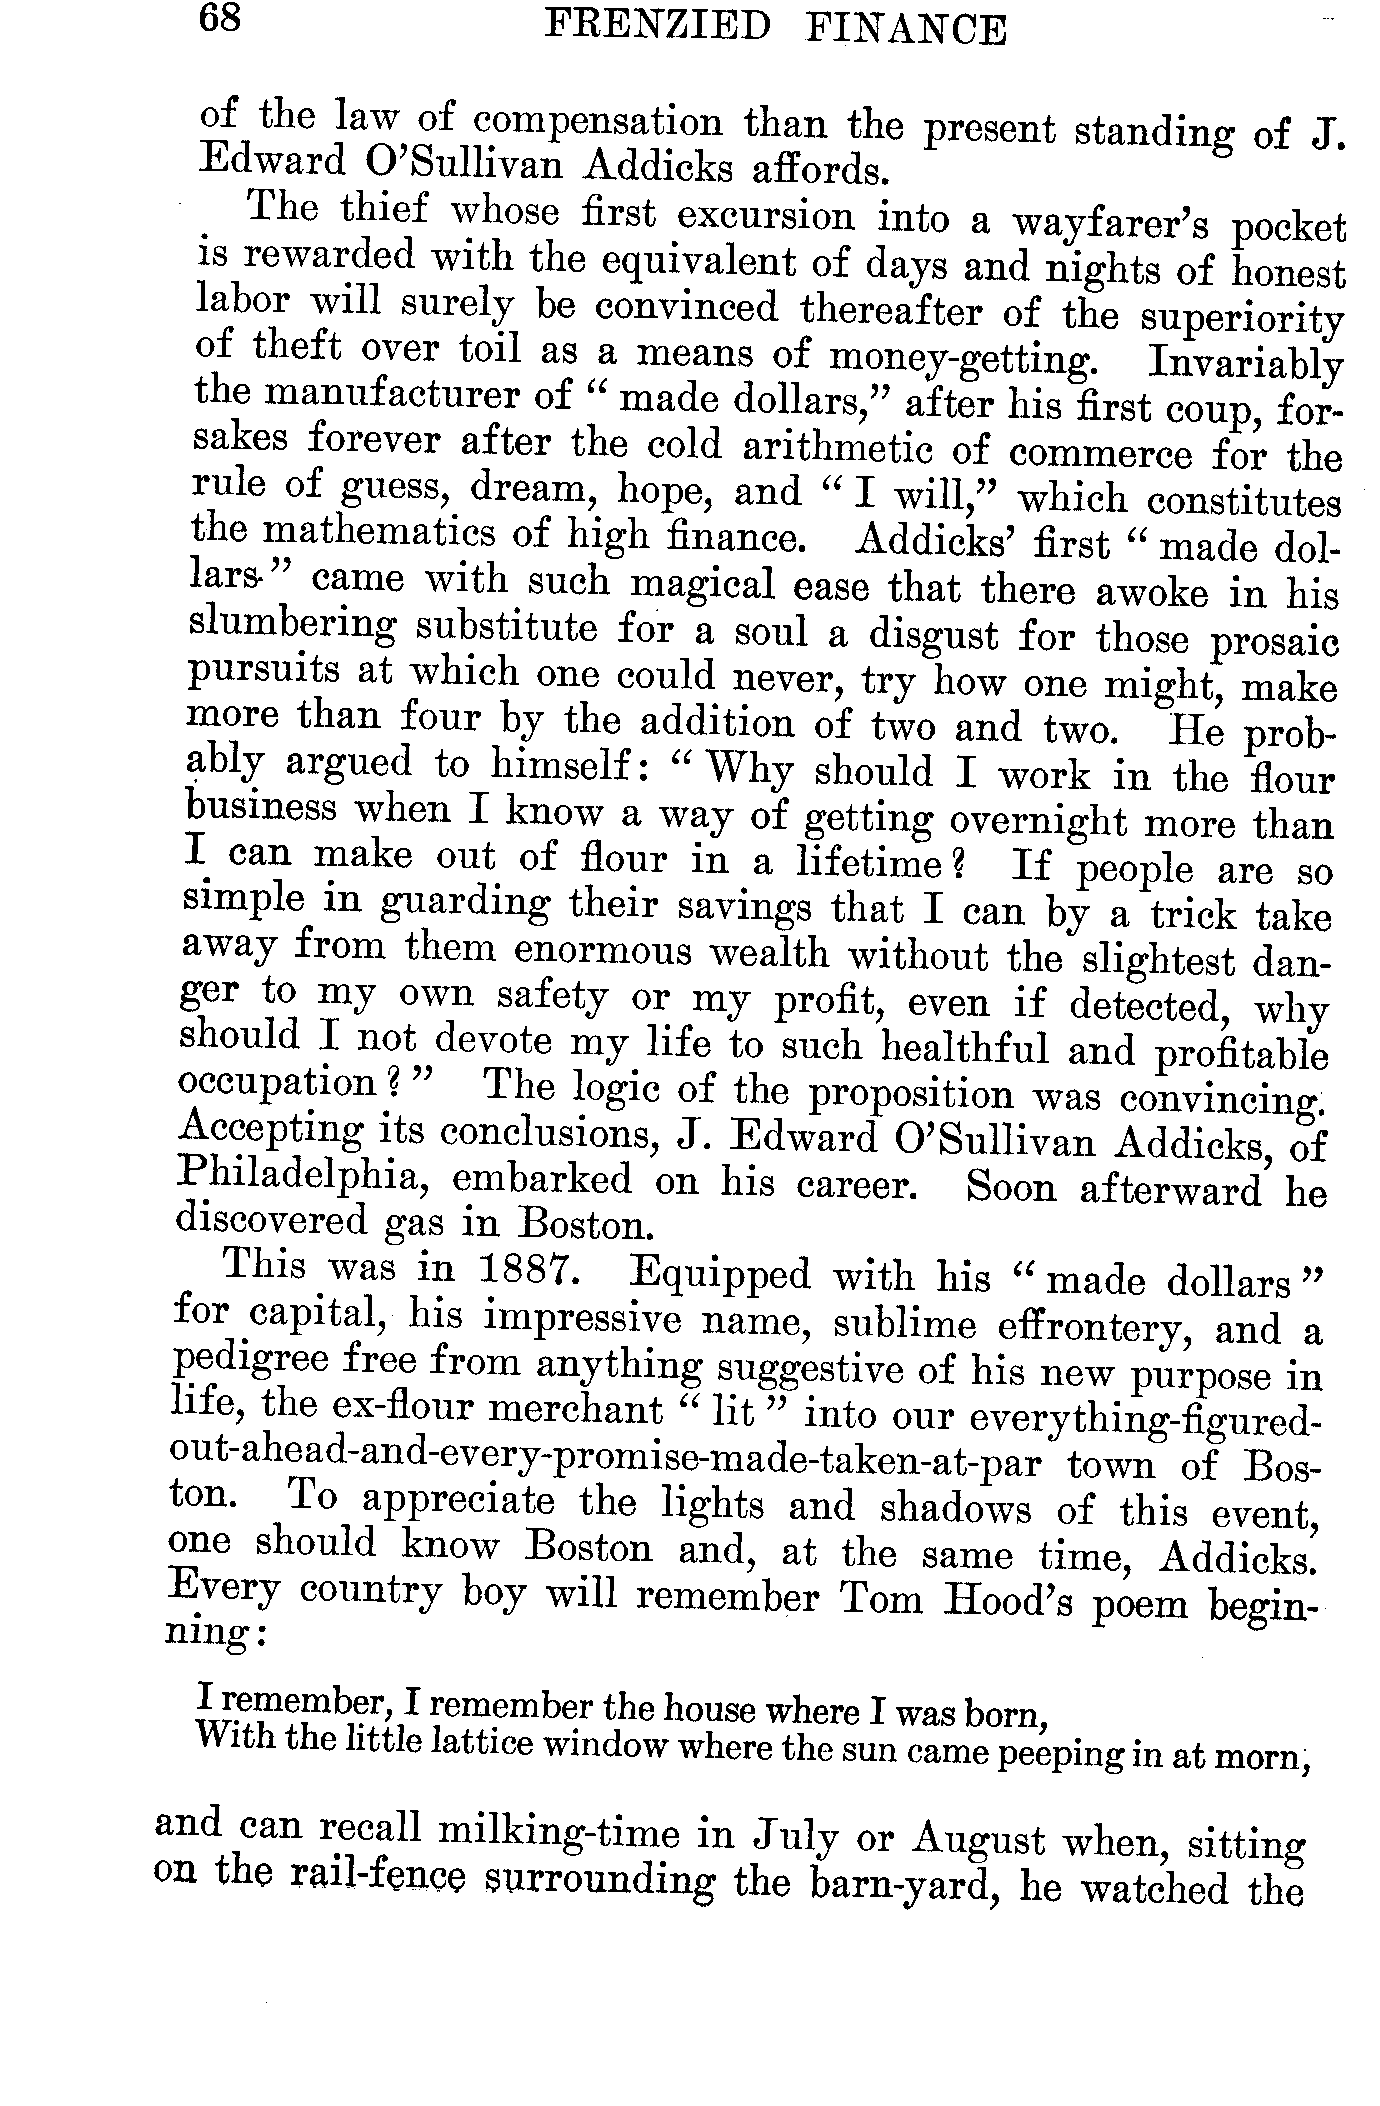 68 FRENZIED FINANCE
of the law of compensation than the present standing of J.
Edward O'Sullivan Addicks affords.
The thief whose first excursion into a wayfarer's pocket
is rewarded with the equivalent of days and nights of honest
labor will surely be convinced thereafter of the superiority
of theft over toil as a means of money-getting. Invariably
the manufacturer of "made dollars," after his first coup, for-
sakes forever after the cold arithmetic of commerce for the
rule of guess, dream, hope, and "I will," which constitutes
the mathematics of high finance. Addicks' first "made dol-
lars" came with such magical ease that there awoke in his
slumbering substitute for a soul a disgust for those prosaic
pursuits at which one could never, try how one might, make
more than four by the addition of two and two. He prob-
ably argued to himself: "Why should I work in the flour
business when I know a way of getting overnight more than
I can make out of flour in a lifetime? If people are so
simple in guarding their savings that I can by a trick take
away from them enormous wealth without the slightest dan-
ger to my own safety or my profit, even if detected, why
should I not devote my life to such healthful and profitable
occupation?" The logic of the proposition was convincing.
Accepting its conclusions, J. Edward O'Sullivan Addicks, of
Philadelphia, embarked on his career. Soon afterward he
discovered gas in Boston.
This was in 1887. Equipped with his "made dollars"
for capital, his impressive name, sublime effrontery, and a
pedigree free from anything suggestive of his new purpose in
life, the ex-flour merchant "lit" into our everything-figured-
out-ahead-and-every-promise-made-taken-at-par town of Bos-
ton. To appreciate the lights and shadows of this event,
one should know Boston and, at the same time, Addicks.
Every country boy will remember Tom Hood's poem begin-
ning:
I remember, I remember the house where I was born,
With the little lattice window where the sun came peeping in at morn;
and can recall milking-time in July or August when, sitting
on the rail-fence surrounding the barn-yard, he watched the